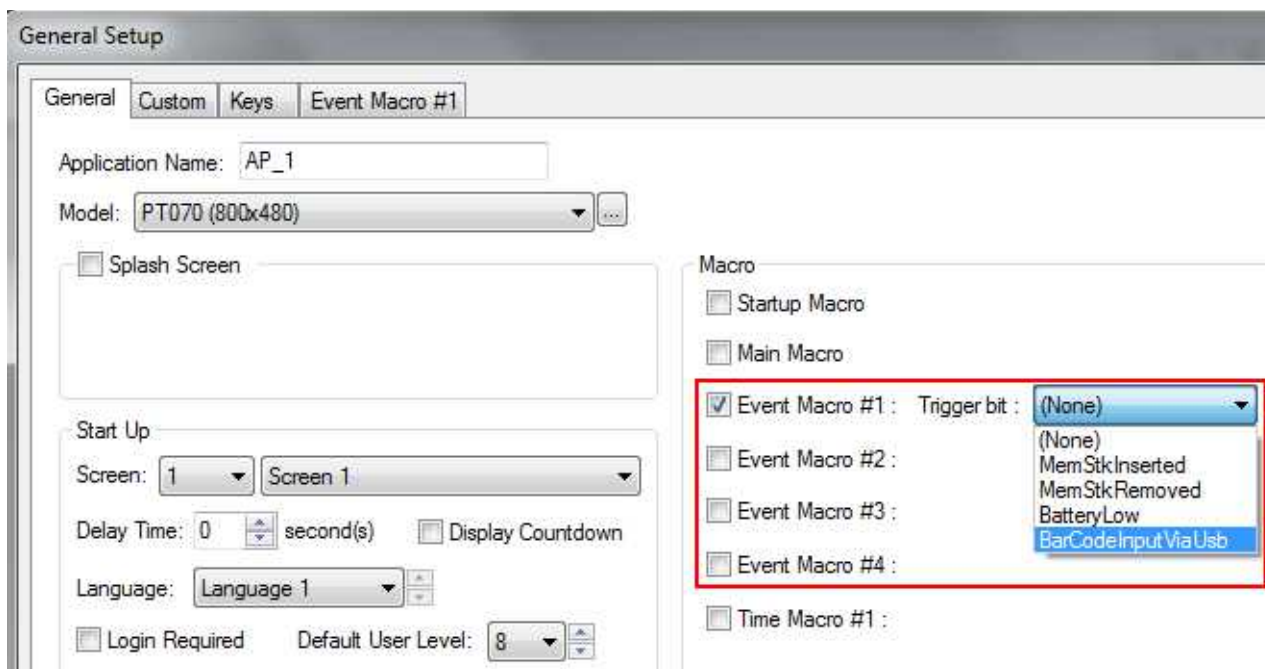 General Setup
General Custom Keys Event Macro #1
Application Name: AP_1
Model: PT070 (800x480) ...
Splash Screen
Start Up
Screen: 1 Screen 1
Delay Time: 0 second(s) Display Countdown
Language: Language 1
Login Required Default User Level: 8
Macro
Startup Macro
Main Macro
Event Macro #1 : Trigger bit : (None)
(None)
MemStkInserted
MemStkRemoved
BatteryLow
BarCodeInputViaUsb
Event Macro #2 :
Event Macro #3 :
Event Macro #4 :
Time Macro #1 :